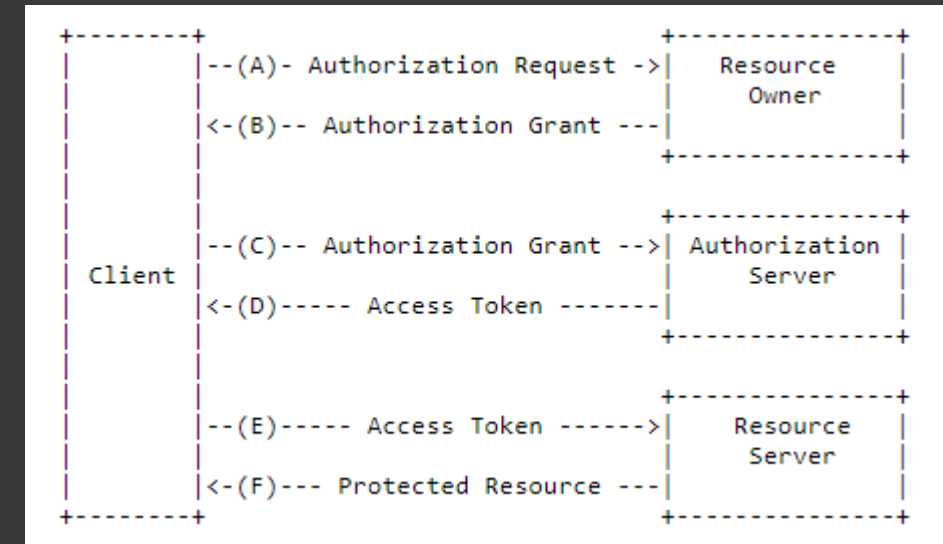 +--------+                               +---------------+
|        |--(A)- Authorization Request ->|   Resource    |
|        |                               |     Owner     |
|        |<-(B)-- Authorization Grant ---|               |
|        |                               +---------------+
|        |
|        |                               +---------------+
|        |--(C)-- Authorization Grant -->| Authorization |
| Client |                               |     Server    |
|        |<-(D)----- Access Token -------|               |
|        |                               +---------------+
|        |
|        |                               +---------------+
|        |--(E)----- Access Token ------>|    Resource   |
|        |                               |     Server    |
|        |<-(F)--- Protected Resource ---|               |
+--------+                               +---------------+